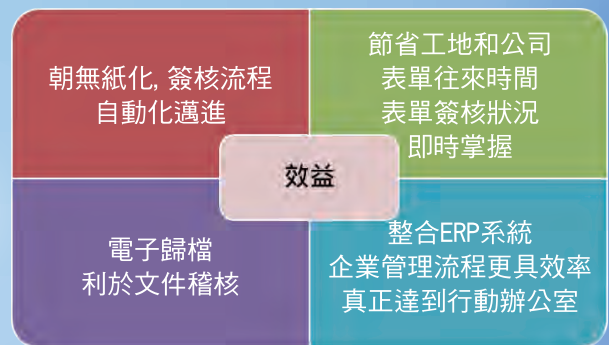 朝無紙化, 簽核流程
自動化邁進
節省工地和公司
表單往來時間
表單簽核狀況
即時掌握
效益
電子歸檔
利於文件稽核
整合ERP系統
企業管理流程更具效率
真正達到行動辦公室